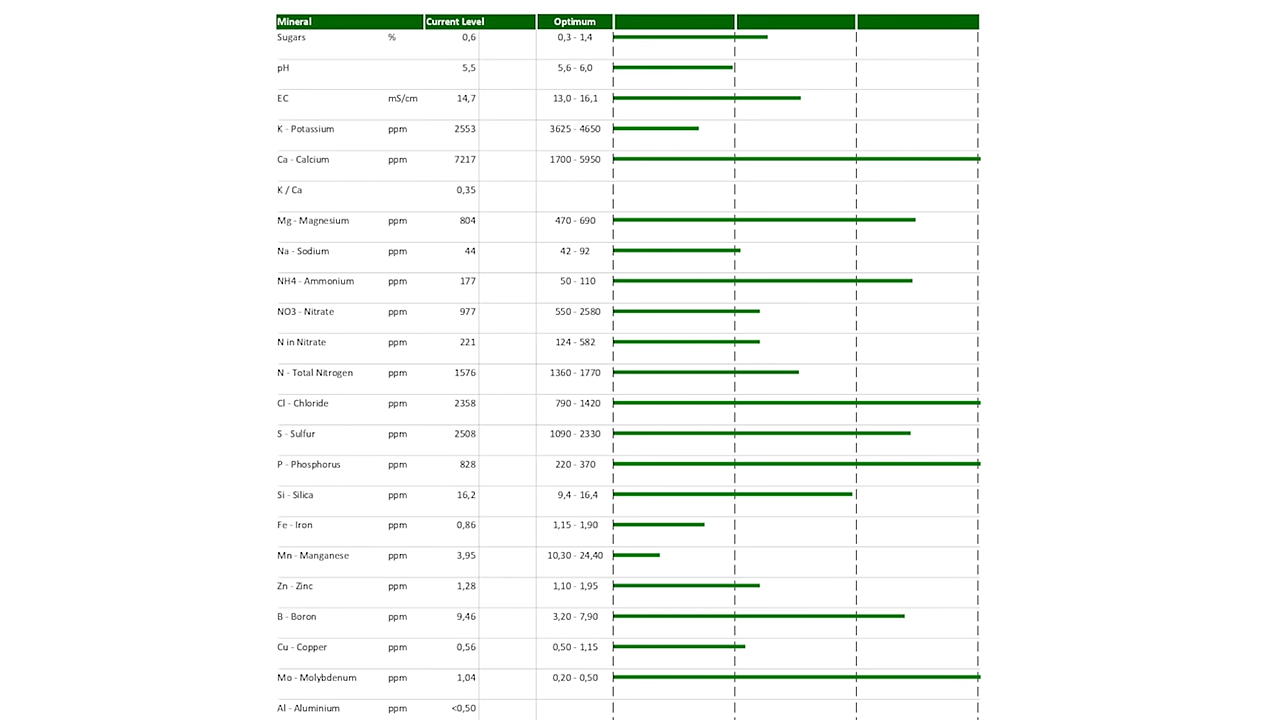 Mineral Current Level Optimum
Sugars % 0,6 0,3 - 1,4
pH 5,5 5,6 - 6,0
EC mS/cm 14,7 13,0 - 16,1
K - Potassium ppm 2553 3625 - 4650
Ca - Calcium ppm 7217 1700 - 5950
K / Ca 0,35
Mg - Magnesium ppm 804 470 - 690
Na - Sodium ppm 44 42 - 92
NH4 - Ammonium ppm 177 50 - 110
NO3 - Nitrate ppm 977 550 - 2580
N in Nitrate ppm 221 124 - 582
N - Total Nitrogen ppm 1576 1360 - 1770
Cl - Chloride ppm 2358 790 - 1420
S - Sulfur ppm 2508 1090 - 2330
P - Phosphorus ppm 828 220 - 370
Si - Silica ppm 16,2 9,4 - 16,4
Fe - Iron ppm 0,86 1,15 - 1,90
Mn - Manganese ppm 3,95 10,30 - 24,40
Zn - Zinc ppm 1,28 1,10 - 1,95
B - Boron ppm 9,46 3,20 - 7,90
Cu - Copper ppm 0,56 0,50 - 1,15
Mo - Molybdenum ppm 1,04 0,20 - 0,50
Al - Aluminium ppm <0,50